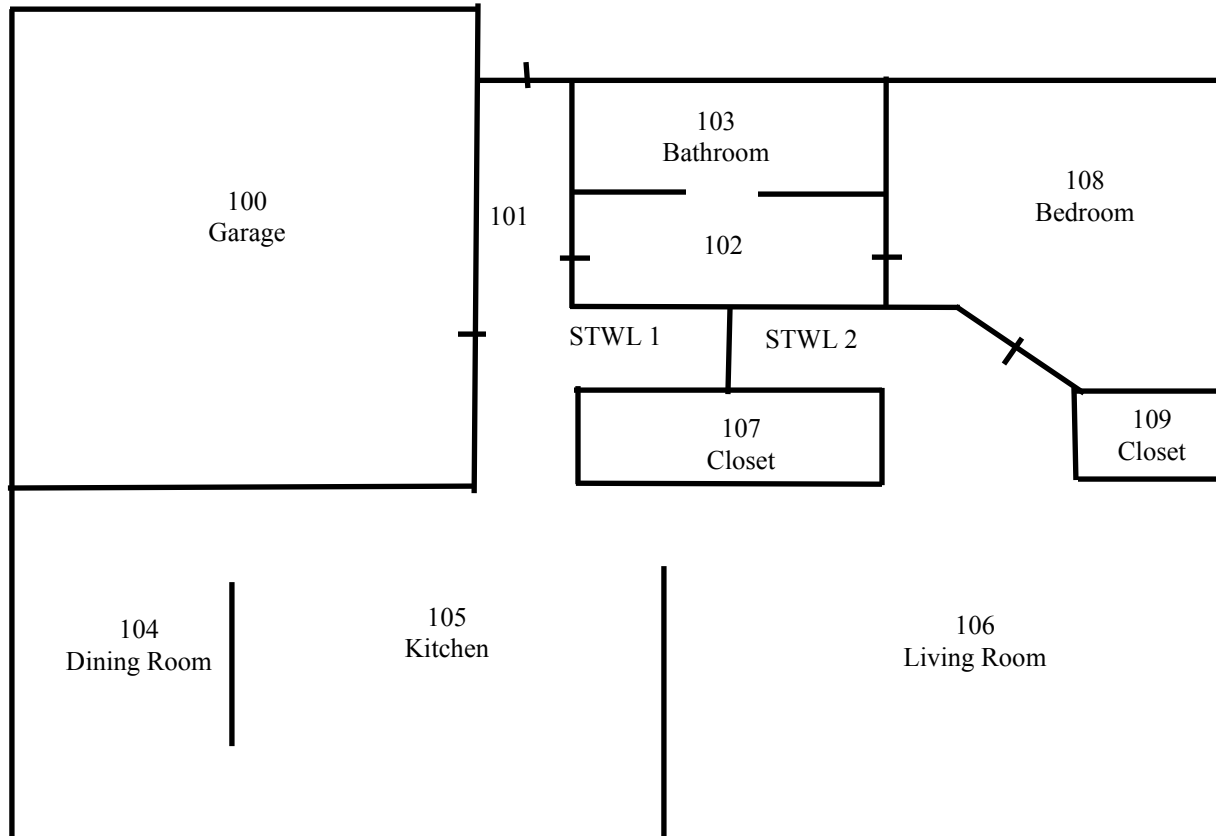 103
Bathroom
108
Bedroom
100
Garage
101
102
STWL 1
STWL 2
107
Closet
109
Closet
104
Dining Room
105
Kitchen
106
Living Room